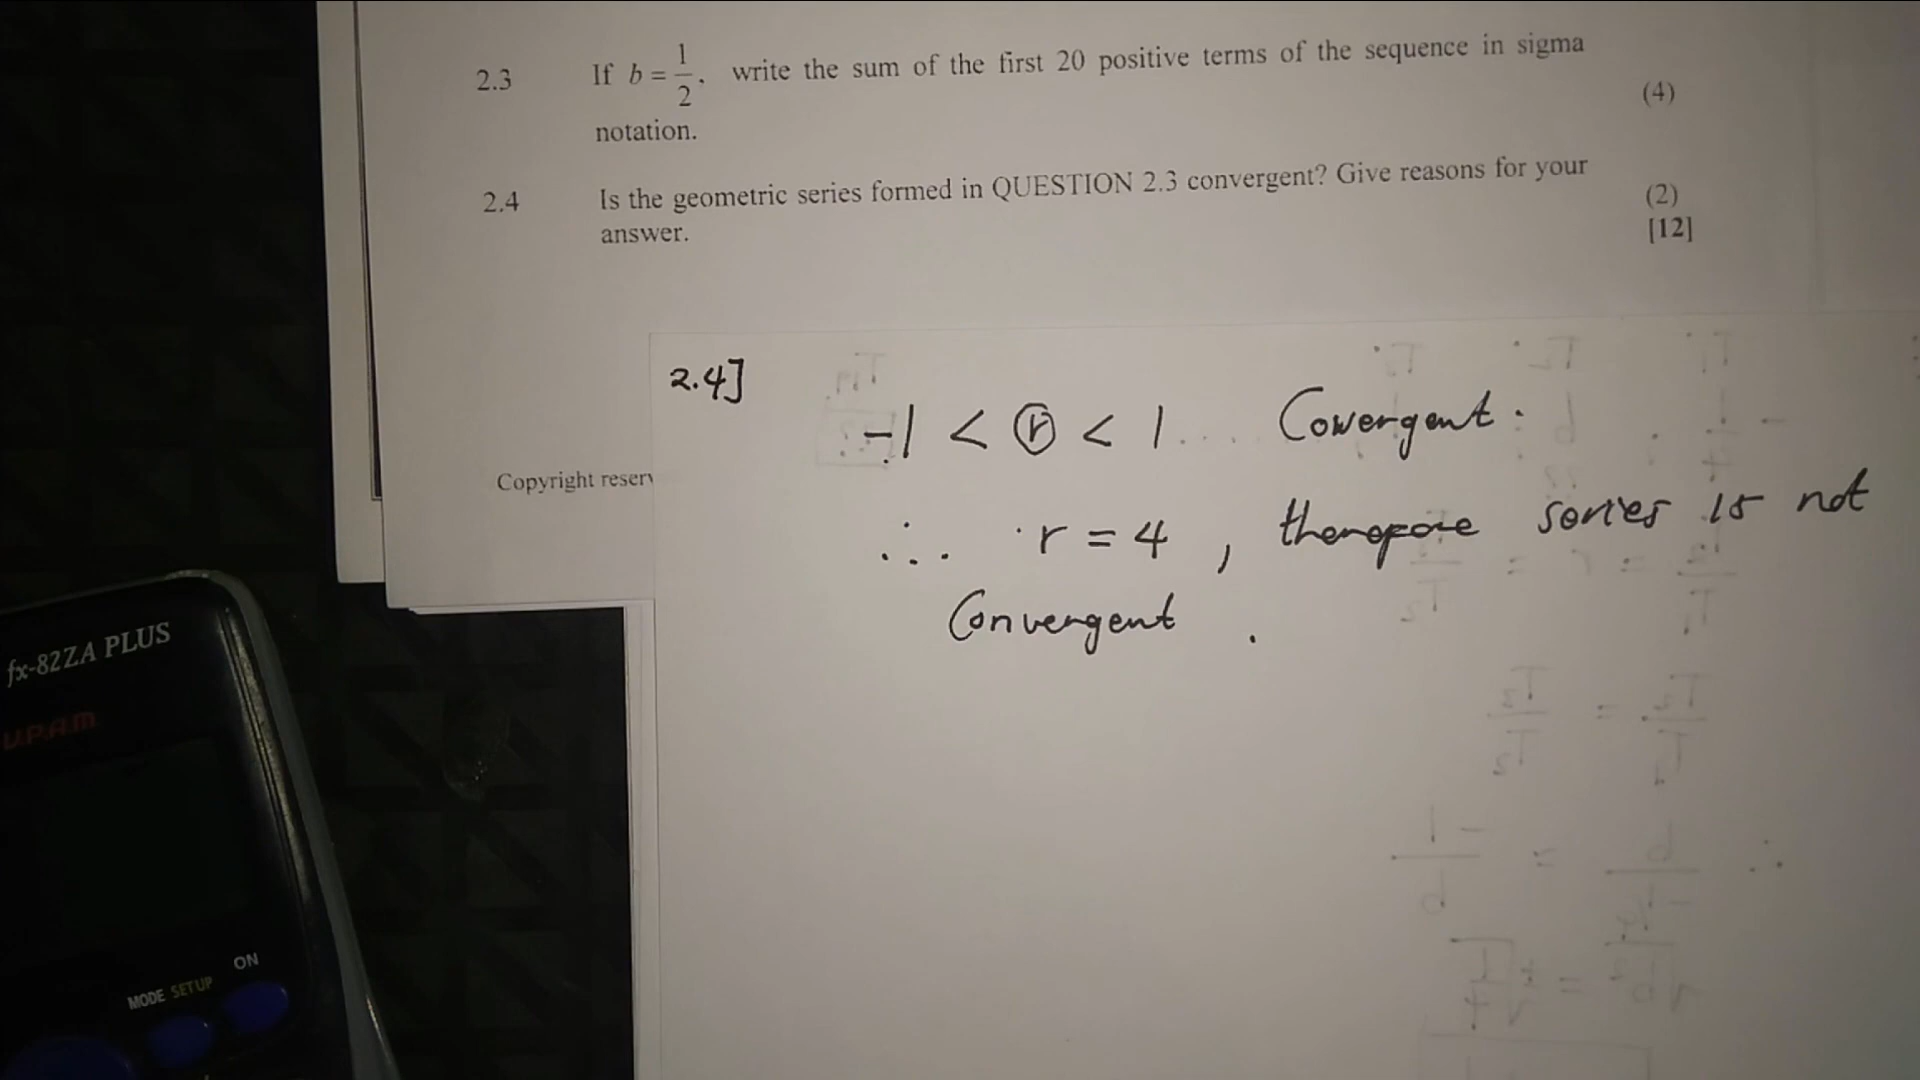 2.3 If b = 1/2, write the sum of the first 20 positive terms of the sequence in sigma
(4)
notation.
2.4 Is the geometric series formed in QUESTION 2.3 convergent? Give reasons for your
(2)
answer.
[12]
2.4]
-1 < r < 1 ... Convergent.
Copyright reserv
∴ r = 4, therefore series is not
Convergent.
fx-82ZA PLUS
V.P.A.M.
ON
MODE SETUP